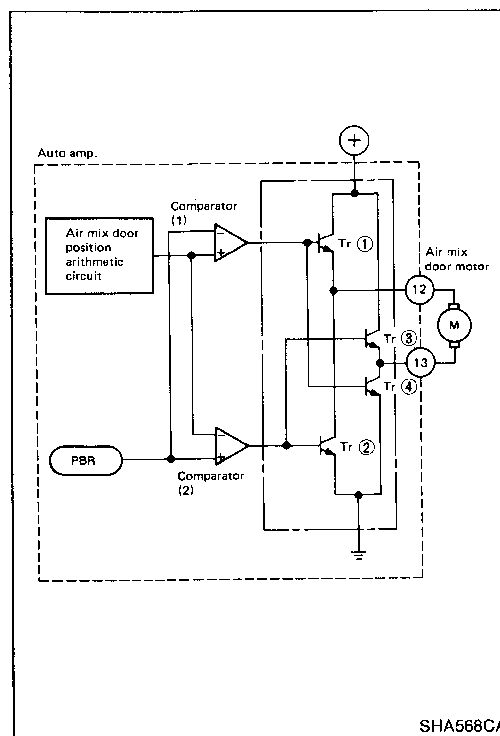 Auto amp.
Air mix door
position
arithmetic
circuit
Comparator
(1)
Tr ①
Air mix
door motor
12
M
Tr ③
13
Tr ④
PBR
Comparator
(2)
Tr ②
SHA568CA